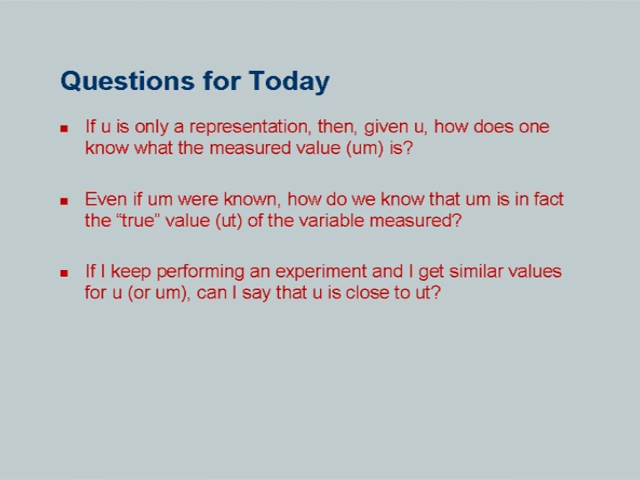 Questions for Today
If u is only a representation, then, given u, how does one
know what the measured value (um) is?
Even if um were known, how do we know that um is in fact
the “true” value (ut) of the variable measured?
If I keep performing an experiment and I get similar values
for u (or um), can I say that u is close to ut?